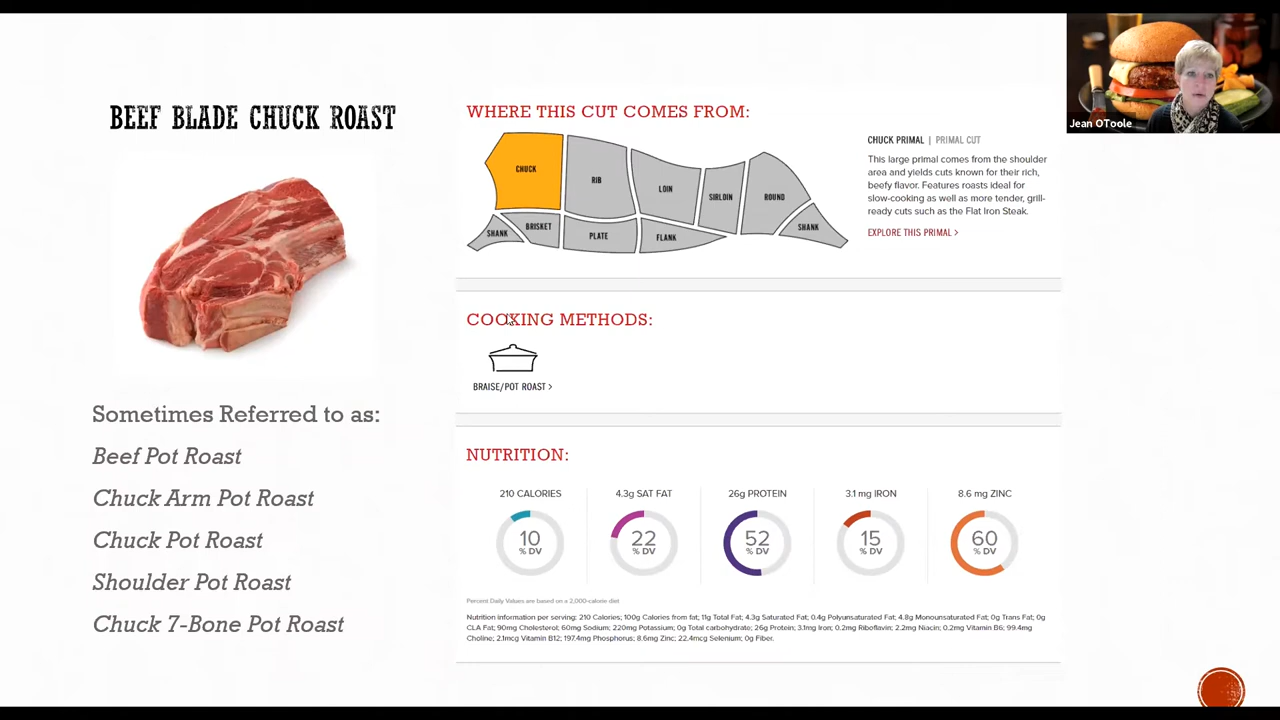 BEEF BLADE CHUCK ROAST
Sometimes Referred to as:
Beef Pot Roast
Chuck Arm Pot Roast
Chuck Pot Roast
Shoulder Pot Roast
Chuck 7-Bone Pot Roast
WHERE THIS CUT COMES FROM:
CHUCK
RIB
LOIN
SIRLOIN
ROUND
SHANK
BRISKET
PLATE
FLANK
SHANK
CHUCK PRIMAL | PRIMAL CUT
This large primal comes from the shoulder
area and yields cuts known for their rich,
beefy flavor. Features roasts ideal for
slow-cooking as well as more tender, grill-
ready cuts such as the Flat Iron Steak.
EXPLORE THIS PRIMAL >
COOKING METHODS:
BRAISE/POT ROAST >
NUTRITION:
210 CALORIES
10
% DV
4.3g SAT FAT
22
% DV
26g PROTEIN
52
% DV
3.1 mg IRON
15
% DV
8.6 mg ZINC
60
% DV
Percent Daily Values are based on a 2,000-calorie diet
Nutrition information per serving: 210 Calories; 100g Calories from fat; 11g Total Fat; 4.3g Saturated Fat; 0.4g Polyunsaturated Fat; 4.8g Monounsaturated Fat; 0g Trans Fat; 0g
CLA Fat; 90mg Cholesterol; 60mg Sodium; 220mg Potassium; 0g Total carbohydrate; 26g Protein; 3.1mg Iron; 0.2mg Riboflavin; 2.2mg Niacin; 0.2mg Vitamin B6; 99.4mg
Choline; 2.1mcg Vitamin B12; 197.4mg Phosphorus; 8.6mg Zinc; 22.4mcg Selenium; 0g Fiber.
Jean OToole